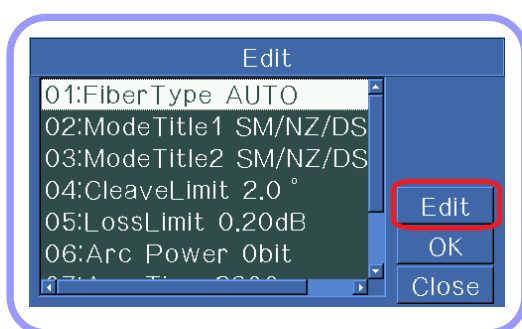 Edit
01:FiberType AUTO
02:ModeTitle1 SM/NZ/DS
03:ModeTitle2 SM/NZ/DS
04:CleaveLimit 2.0 °
05:LossLimit 0.20dB
06:Arc Power 0bit
Edit
OK
Close